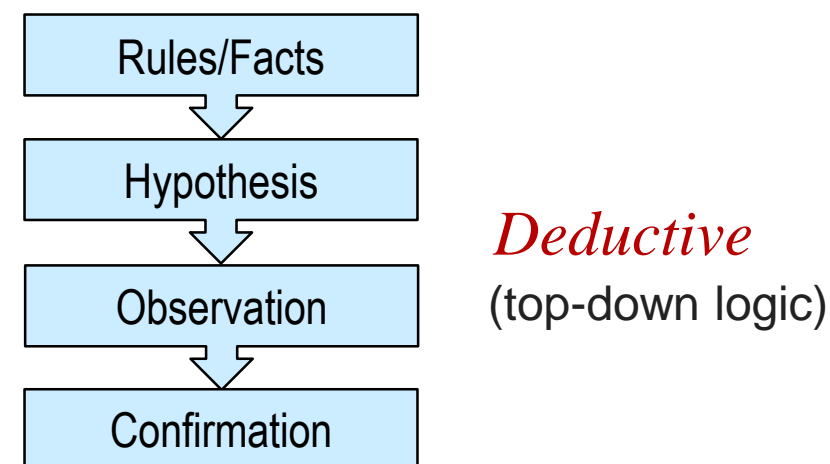 Rules/Facts
Hypothesis
Observation
Confirmation
Deductive
(top-down logic)